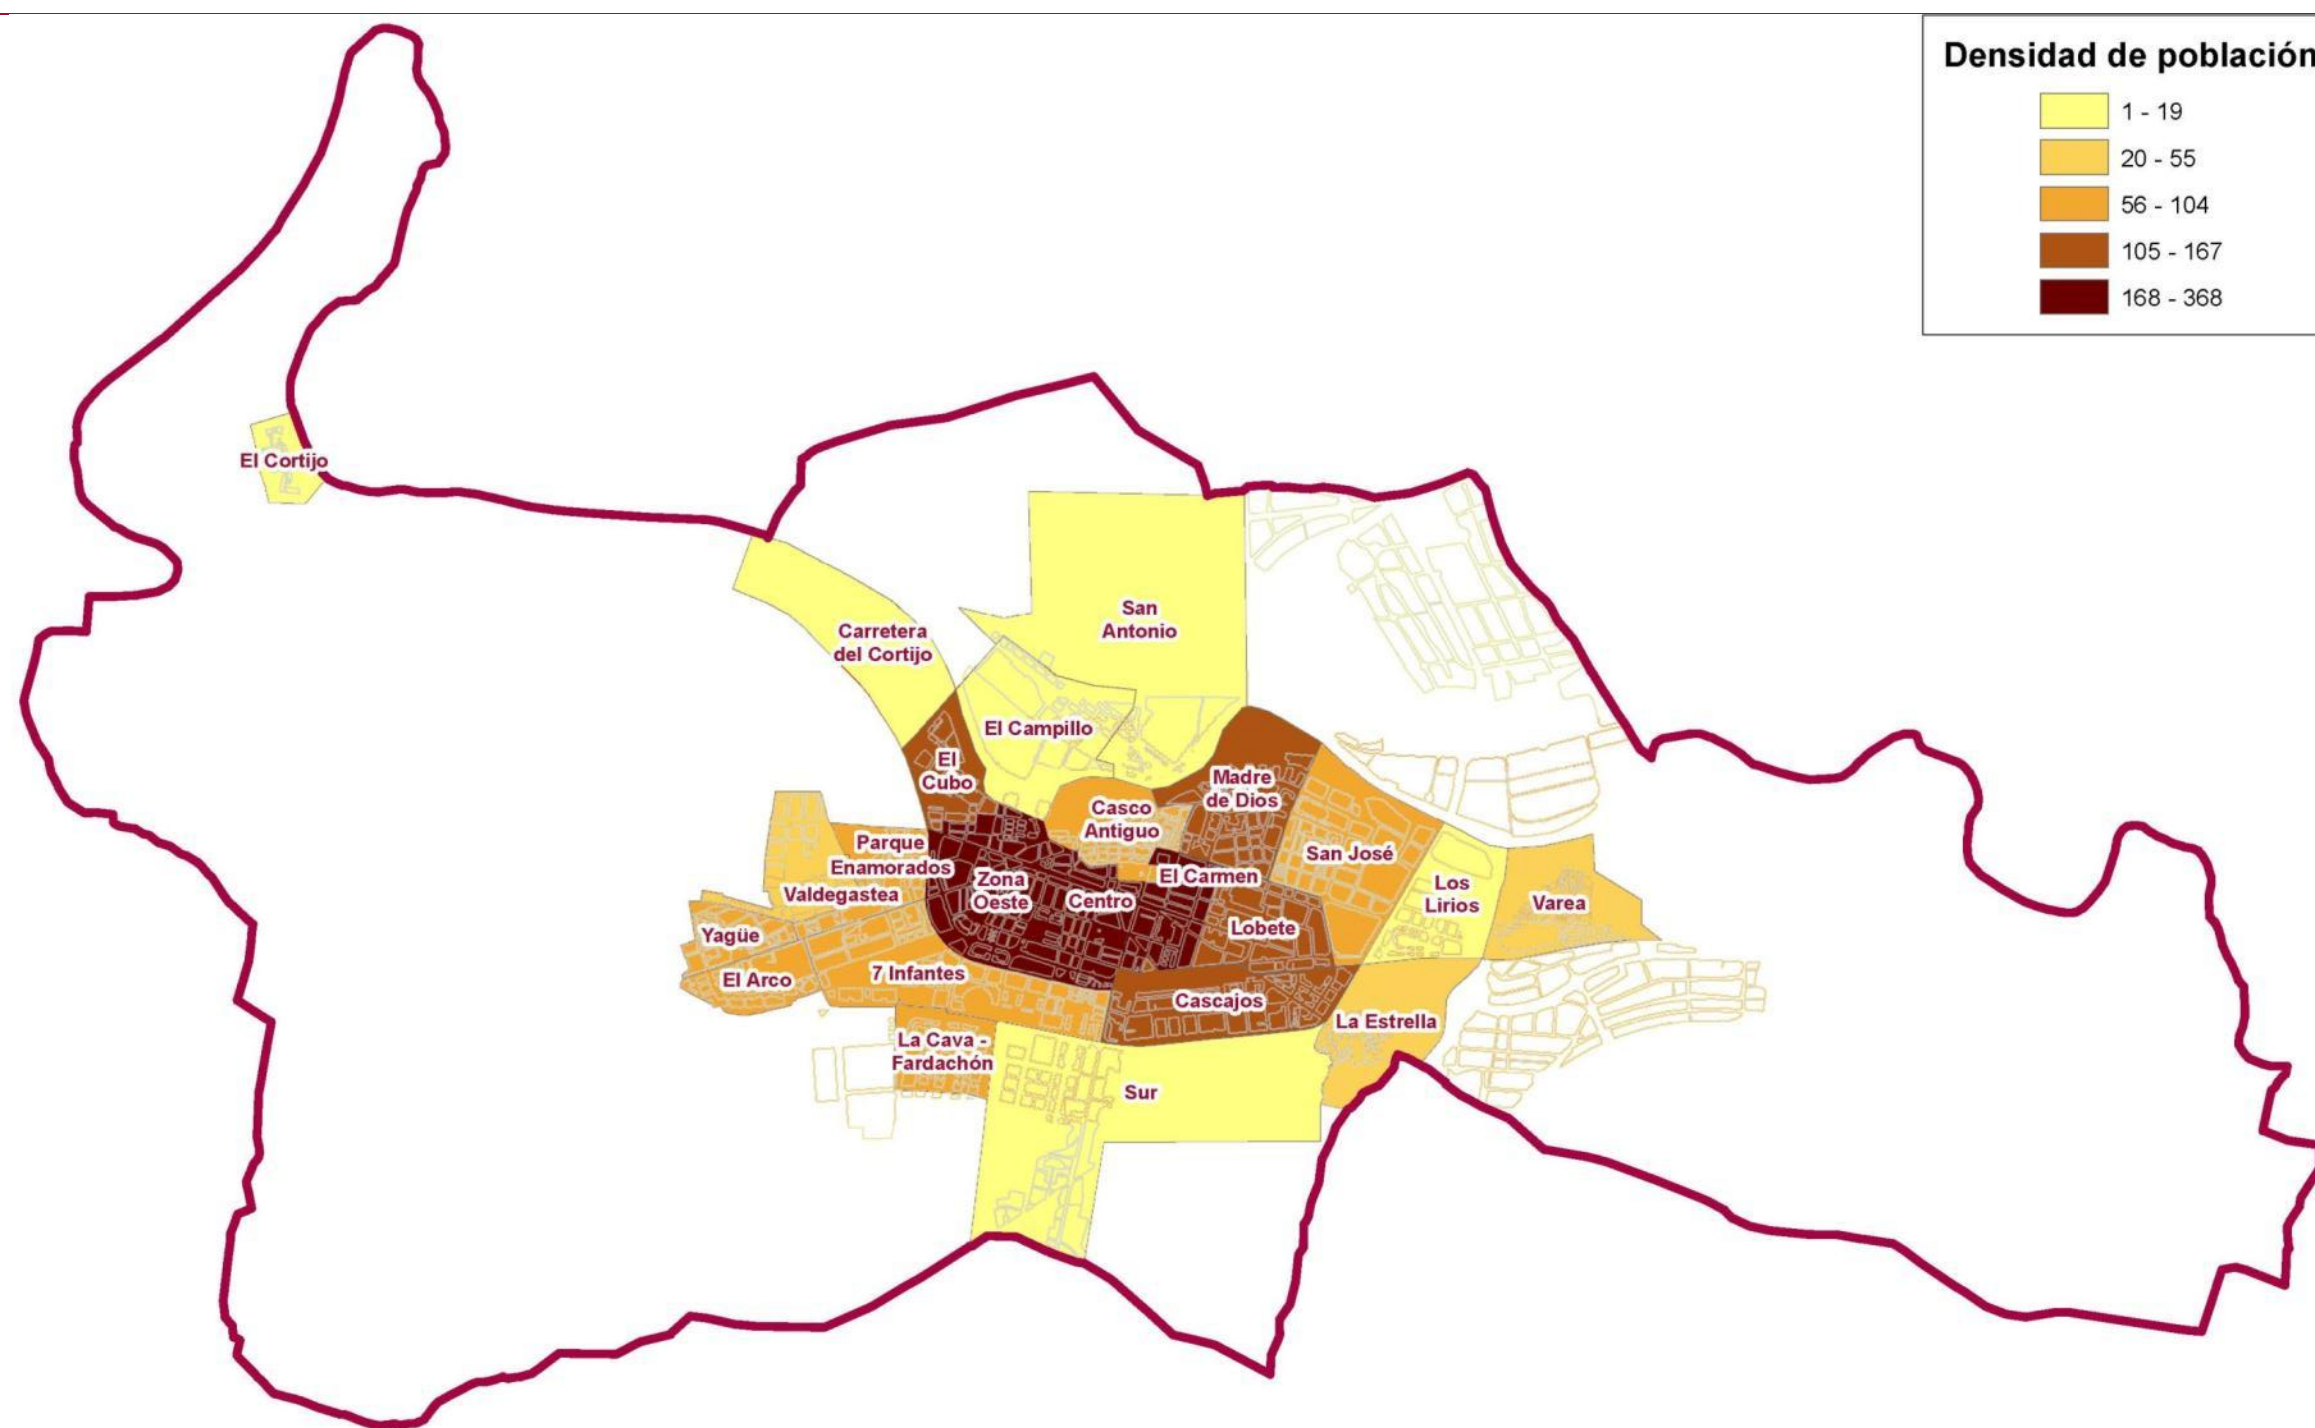 Densidad de población
1 - 19
20 - 55
56 - 104
105 - 167
168 - 368
El Cortijo
San
Antonio
Carretera
del Cortijo
El Campillo
El
Cubo
Madre
de Dios
Casco
Antiguo
Parque
Enamorados
San José
Zona
Oeste
Centro
El Carmen
Los
Lirios
Varea
Valdegastea
Lobete
Yagüe
El Arco
7 Infantes
Cascajos
La Estrella
La Cava -
Fardachón
Sur